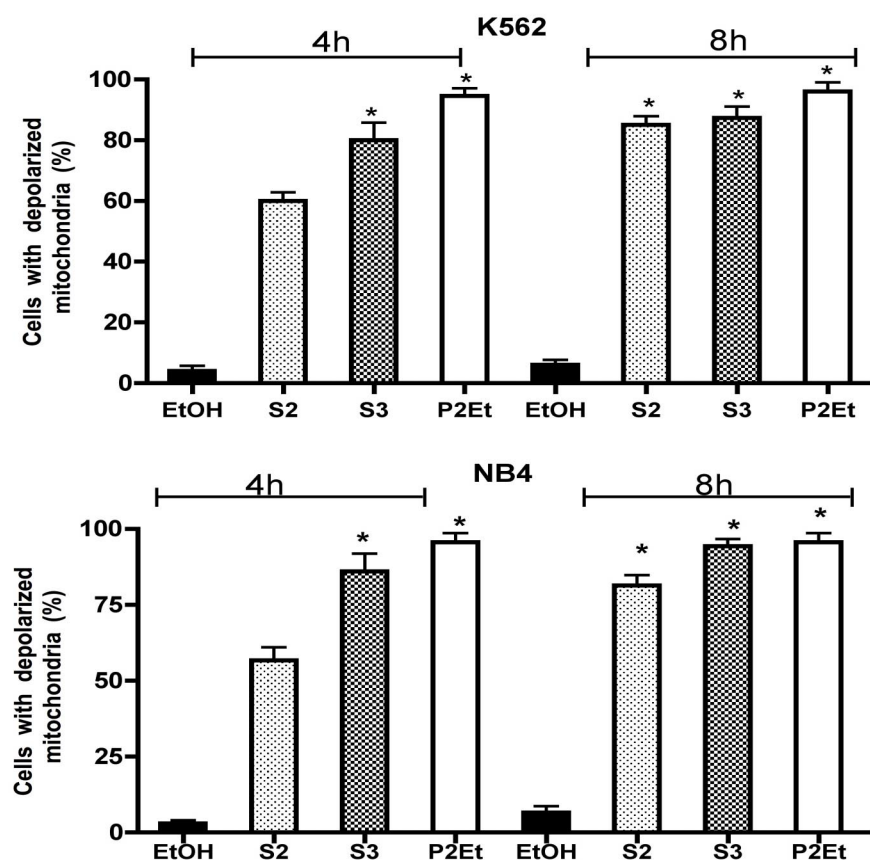 K562
4h 8h
Cells with depolarized
mitochondria (%)
100
80
60
40
20
0
* * * * *
EtOH S2 S3 P2Et EtOH S2 S3 P2Et
NB4
4h 8h
Cells with depolarized
mitochondria (%)
100
75
50
25
0
* * * * *
EtOH S2 S3 P2Et EtOH S2 S3 P2Et